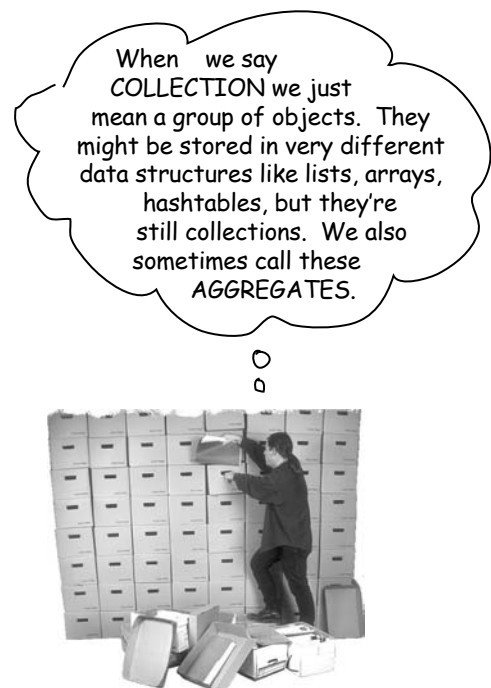 When we say
COLLECTION we just
mean a group of objects. They
might be stored in very different
data structures like lists, arrays,
hashtables, but they're
still collections. We also
sometimes call these
AGGREGATES.